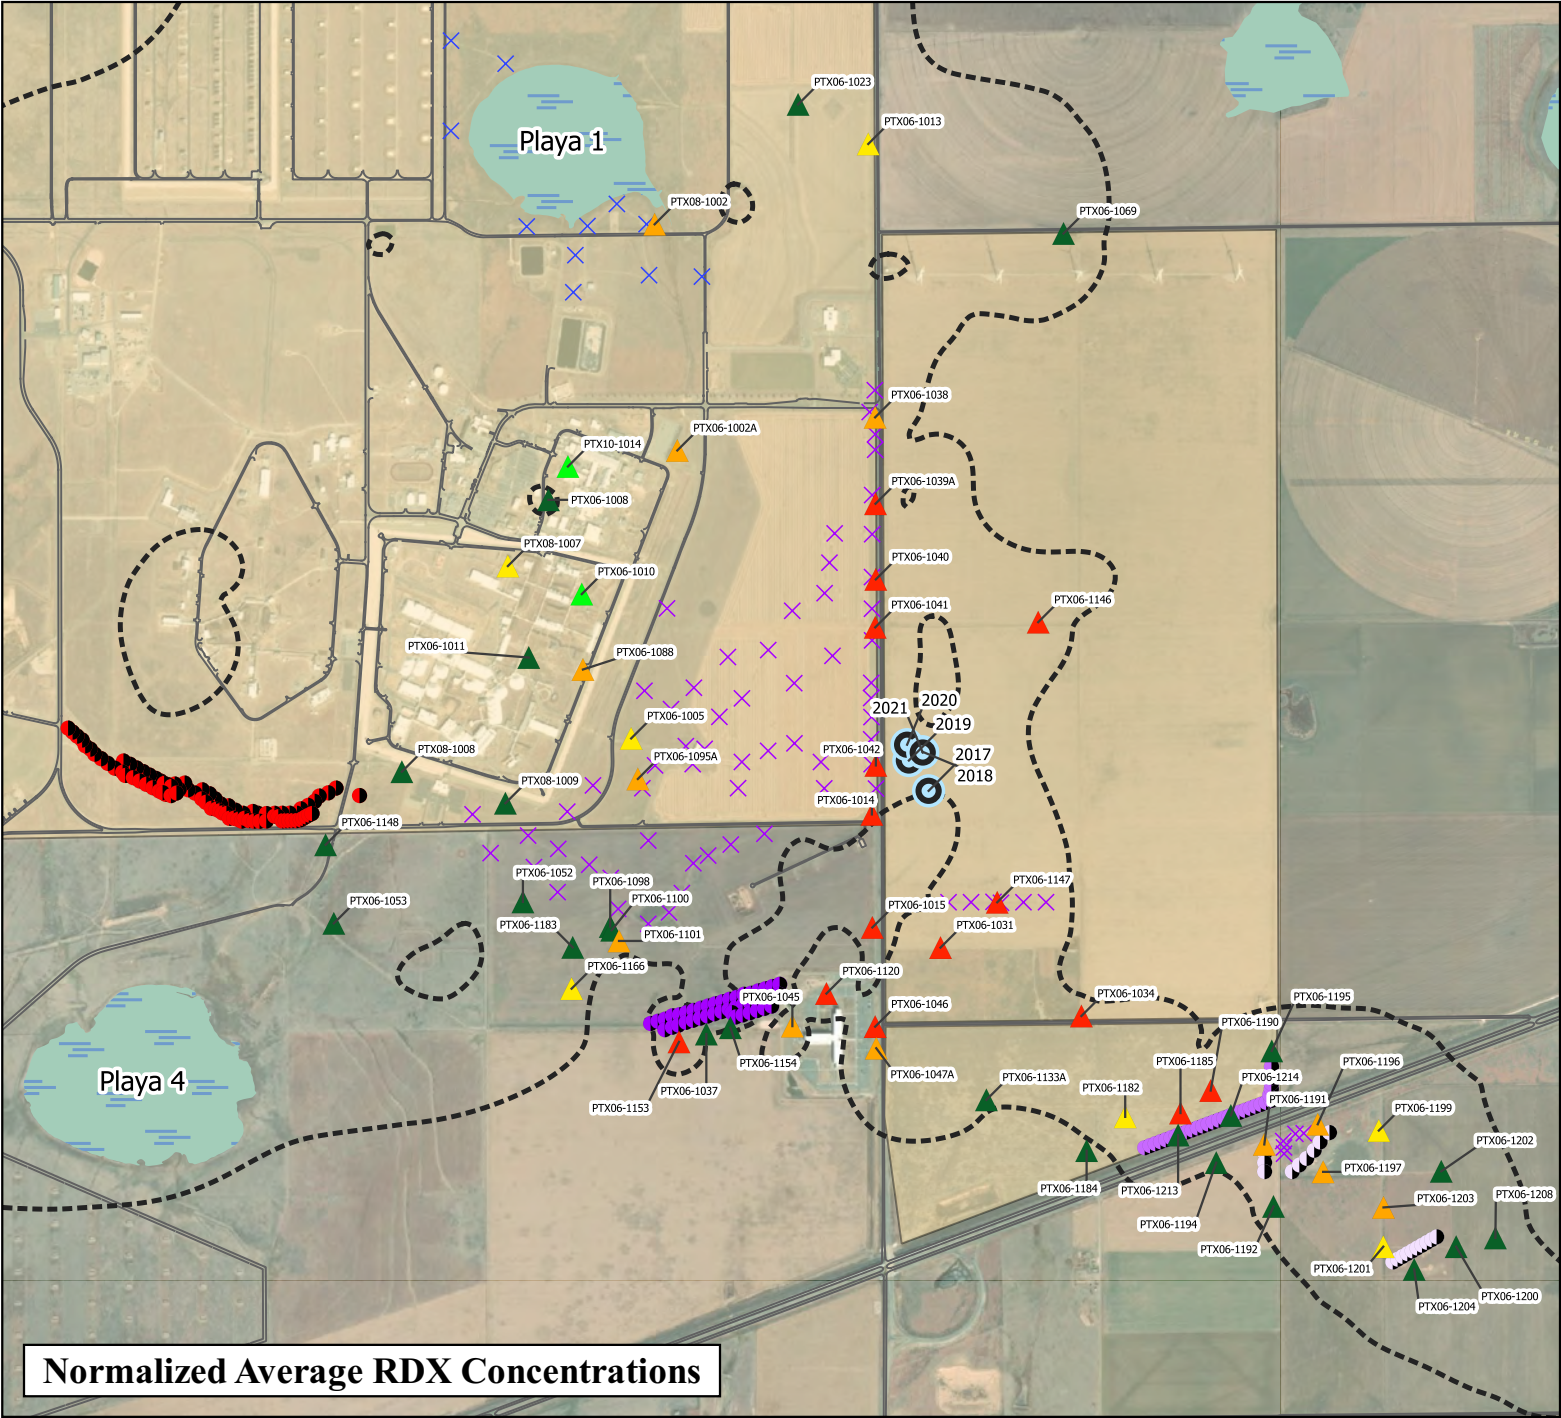 PTX06-1023
PTX06-1013
Playa 1
PTX08-1002
PTX06-1069
PTX06-1038
PTX06-1002A
PTX10-1014
PTX06-1039A
PTX06-1008
PTX08-1007
PTX06-1040
PTX06-1010
PTX06-1146
PTX06-1041
PTX06-1011
PTX06-1088
2020
2021
PTX06-1005
2019
PTX08-1008
PTX06-1042
PTX06-1095A
2017
2018
PTX08-1009
PTX06-1014
PTX06-1148
PTX06-1052
PTX06-1098
PTX06-1147
PTX06-1053
PTX06-1100
PTX06-1015
PTX06-1183
PTX06-1101
PTX06-1031
PTX06-1166
PTX06-1120
PTX06-1045
PTX06-1034
PTX06-1195
PTX06-1046
PTX06-1190
PTX06-1154
PTX06-1185
PTX06-1196
PTX06-1047A
PTX06-1133A
PTX06-1214
Playa 4
PTX06-1037
PTX06-1182
PTX06-1191
PTX06-1153
PTX06-1199
PTX06-1202
PTX06-1197
PTX06-1184
PTX06-1213
PTX06-1208
PTX06-1203
PTX06-1194
PTX06-1192
PTX06-1201
PTX06-1200
PTX06-1204
Normalized Average RDX Concentrations